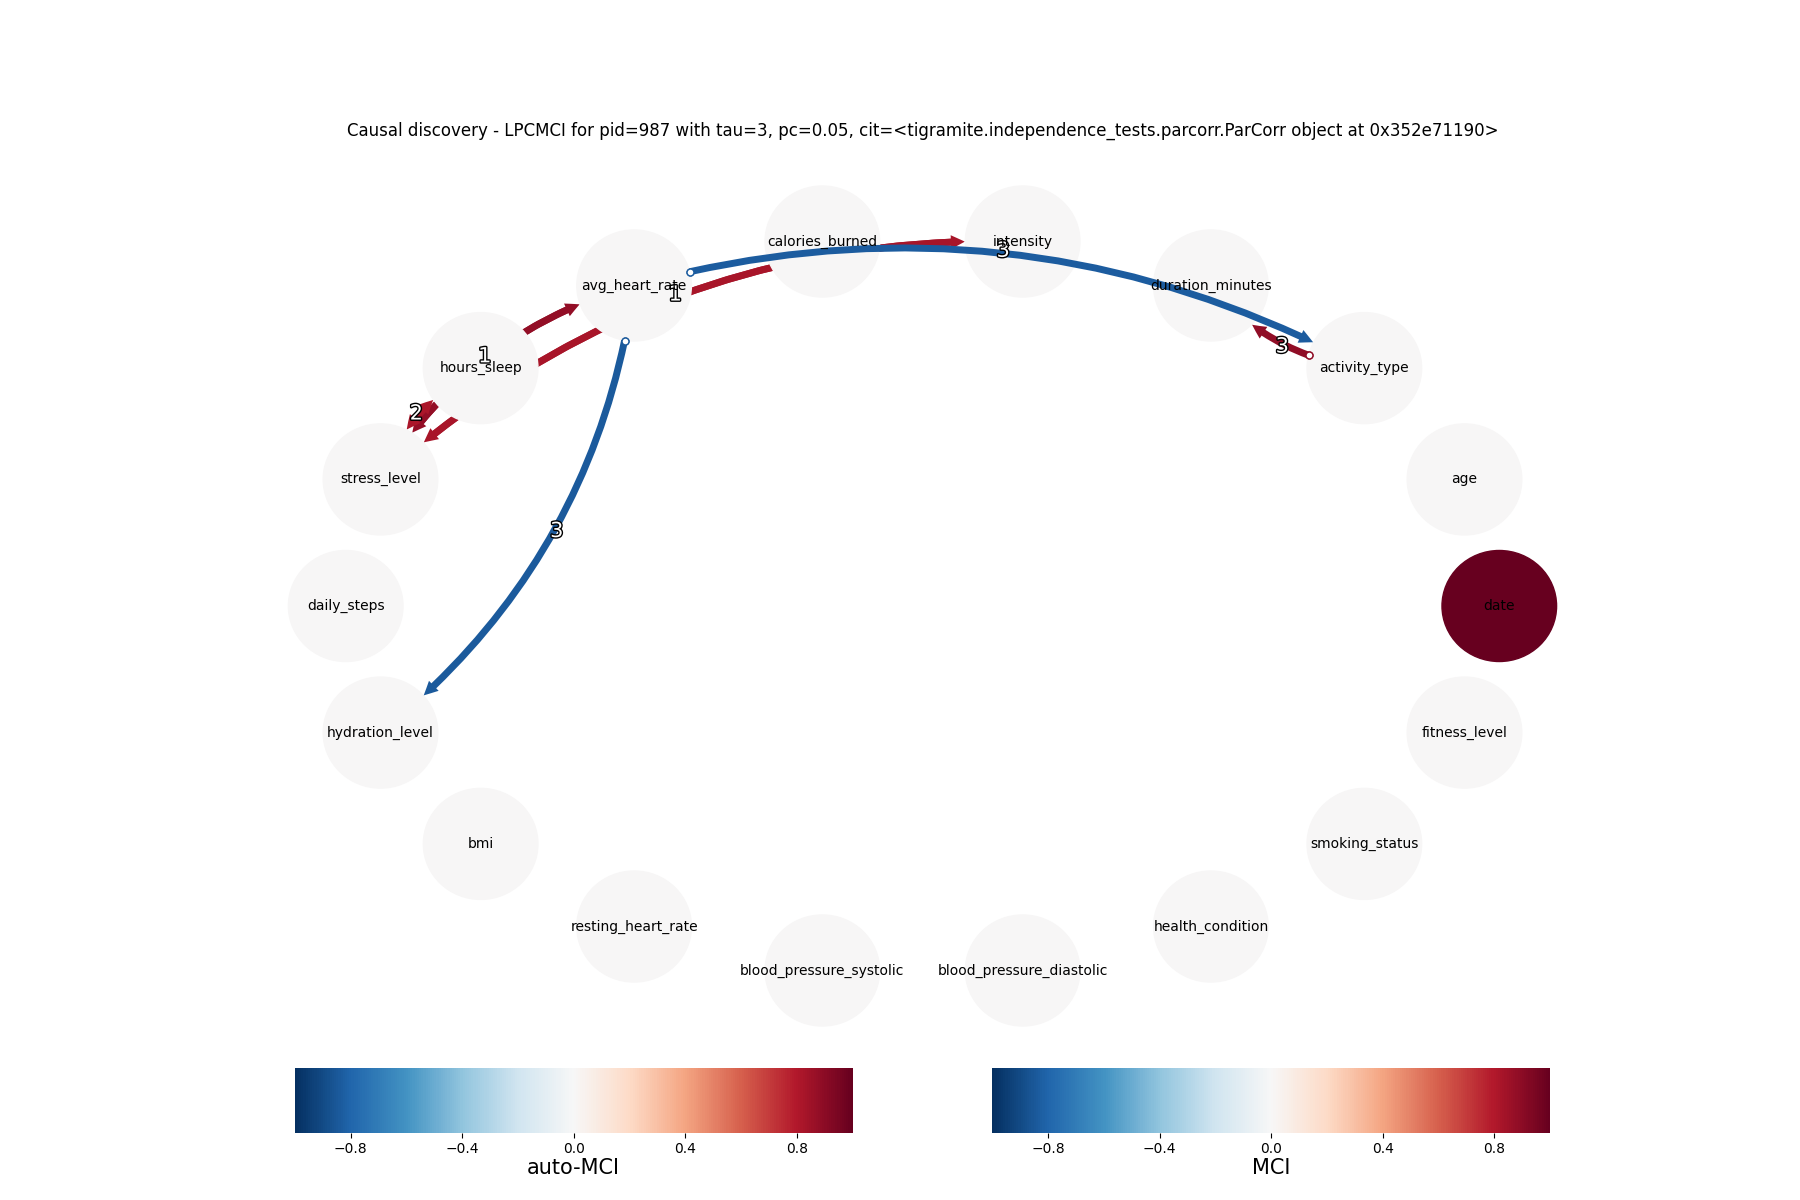 Causal discovery - LPCMCI for pid=987 with tau=3, pc=0.05, cit=<tigramite.independence_tests.parcorr.ParCorr object at 0x352e71190>
calories_burned
intensity
3
avg_heart_rate
1
duration_minutes
3
1
hours_sleep
activity_type
2
stress_level
age
3
daily_steps
date
hydration_level
fitness_level
bmi
smoking_status
resting_heart_rate
health_condition
blood_pressure_systolic
blood_pressure_diastolic
−0.8 −0.4 0.0 0.4 0.8
auto-MCI
−0.8 −0.4 0.0 0.4 0.8
MCI